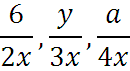 6/2x, y/3x, a/4x